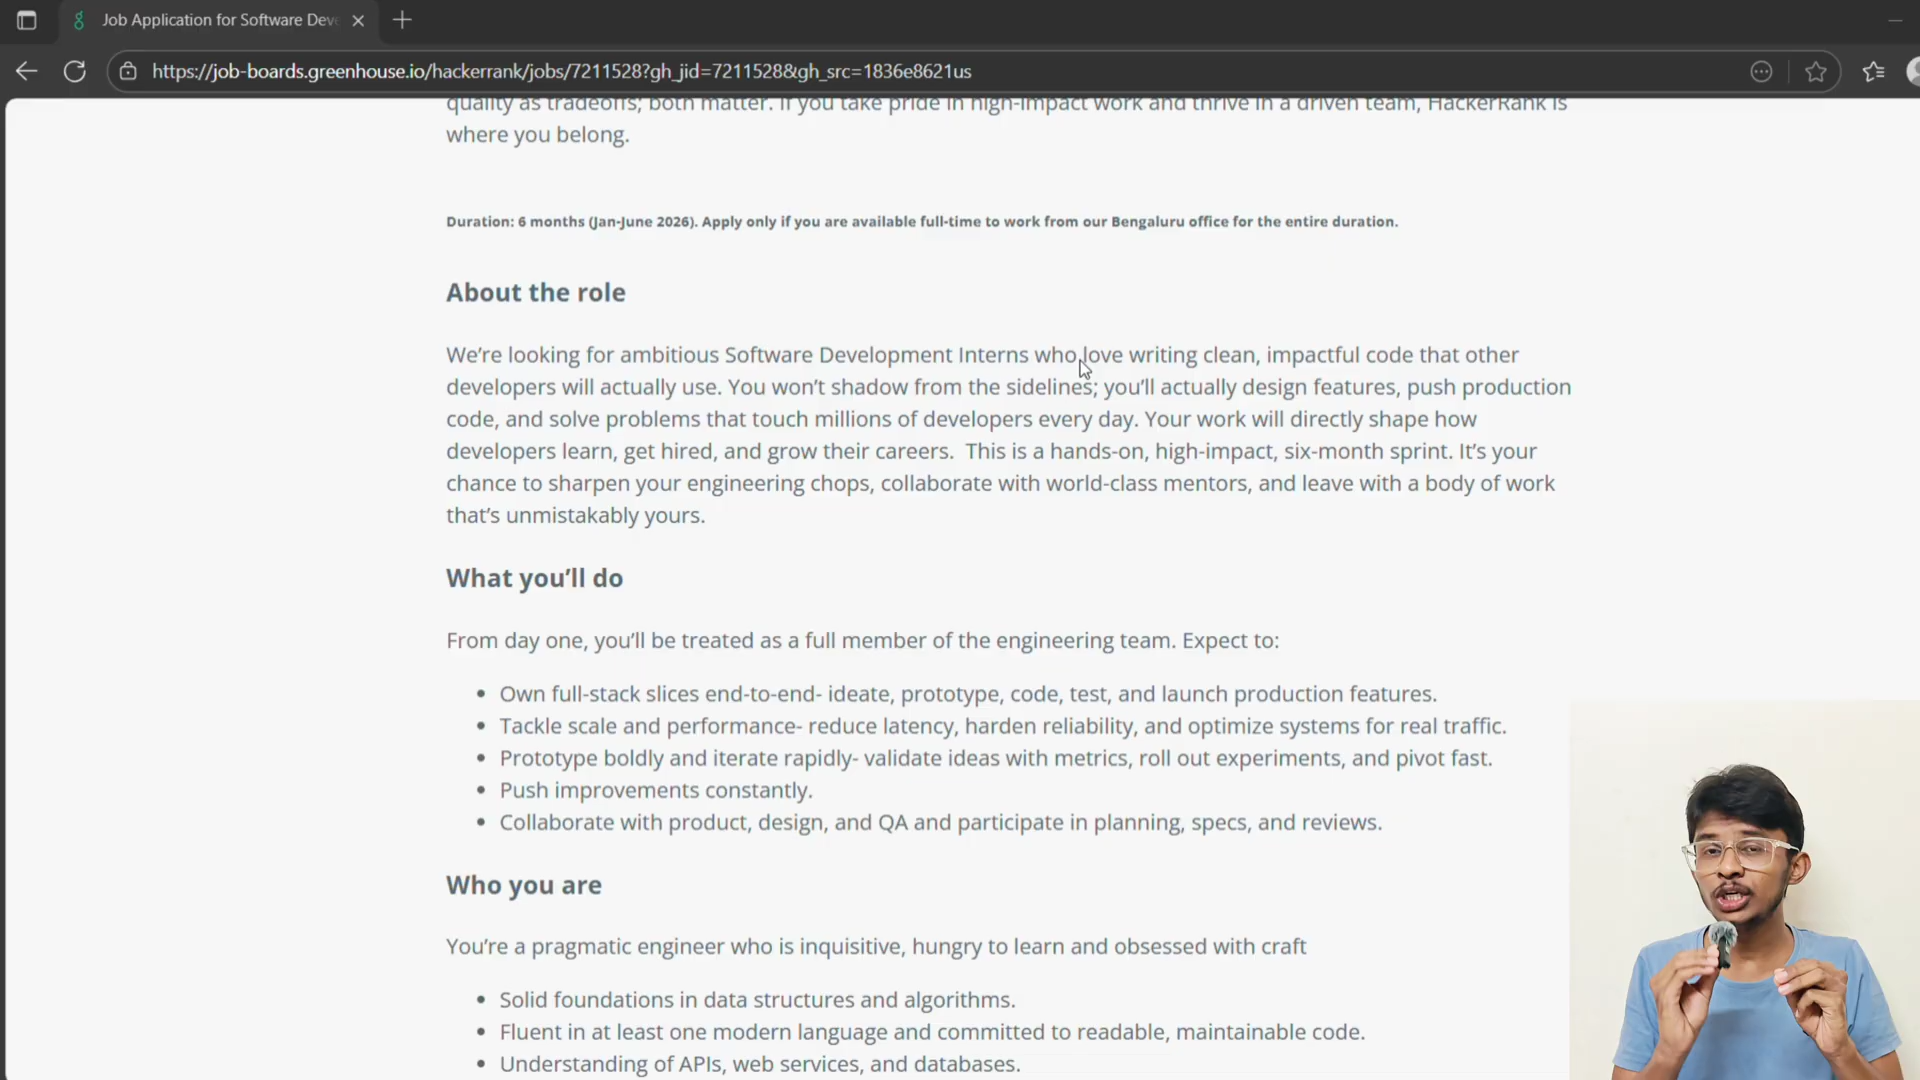 Job Application for Software Deve
https://job-boards.greenhouse.io/hackerrank/jobs/7211528?gh_jid=7211528&gh_src=1836e8621us
quality as tradeoffs; both matter. If you take pride in high-impact work and thrive in a driven team, HackerRank is
where you belong.
Duration: 6 months (Jan-June 2026). Apply only if you are available full-time to work from our Bengaluru office for the entire duration.
About the role
We’re looking for ambitious Software Development Interns who love writing clean, impactful code that other
developers will actually use. You won’t shadow from the sidelines; you’ll actually design features, push production
code, and solve problems that touch millions of developers every day. Your work will directly shape how
developers learn, get hired, and grow their careers.  This is a hands-on, high-impact, six-month sprint. It’s your
chance to sharpen your engineering chops, collaborate with world-class mentors, and leave with a body of work
that’s unmistakably yours.
What you’ll do
From day one, you’ll be treated as a full member of the engineering team. Expect to:
• Own full-stack slices end-to-end- ideate, prototype, code, test, and launch production features.
• Tackle scale and performance- reduce latency, harden reliability, and optimize systems for real traffic.
• Prototype boldly and iterate rapidly- validate ideas with metrics, roll out experiments, and pivot fast.
• Push improvements constantly.
• Collaborate with product, design, and QA and participate in planning, specs, and reviews.
Who you are
You’re a pragmatic engineer who is inquisitive, hungry to learn and obsessed with craft
• Solid foundations in data structures and algorithms.
• Fluent in at least one modern language and committed to readable, maintainable code.
• Understanding of APIs, web services, and databases.